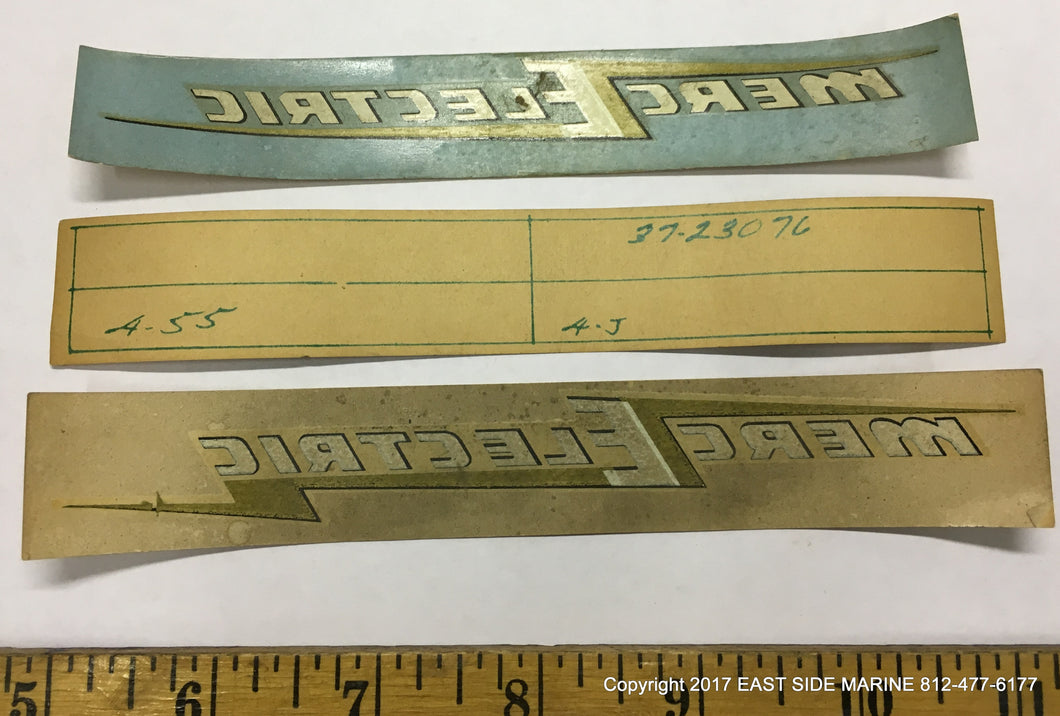 MERC ELECTRIC
37-23076
A-55
A-J
MERC ELECTRIC
5 6 7 8 9 10
Copyright 2017 EAST SIDE MARINE 812-477-6177